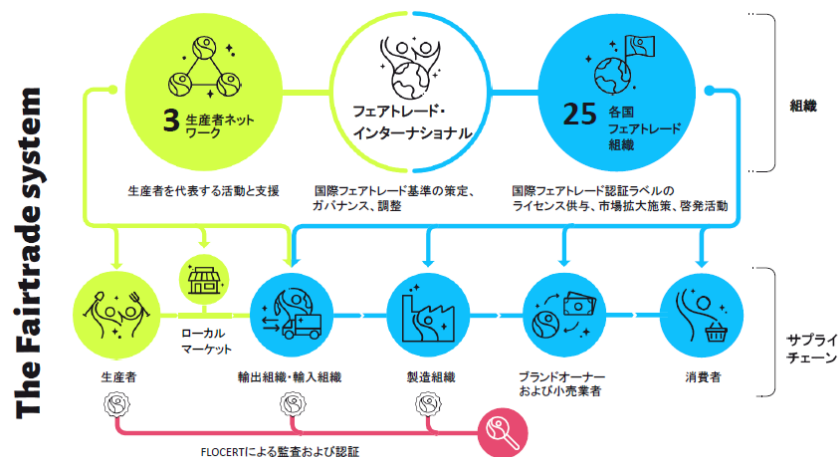 The Fairtrade system
3 生産者ネット
ワーク
フェアトレード・
インターナショナル
25 各国
フェアトレード
組織
組織
生産者を代表する活動と支援
国際フェアトレード基準の策定、
ガバナンス、調整
国際フェアトレード認証ラベルの
ライセンス供与、市場拡大施策、啓発活動
ローカル
マーケット
生産者
輸出組織・輸入組織
製造組織
ブランドオーナー
および小売業者
消費者
サプライ
チェーン
FLOCERTによる監査および認証